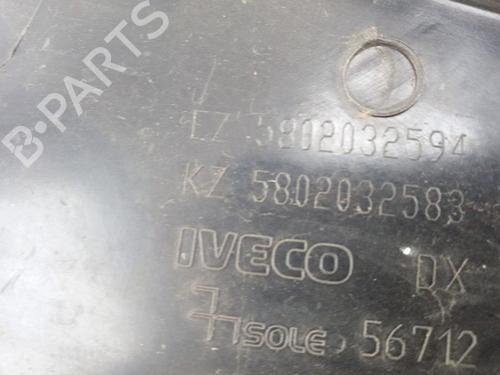 B-PARTS
EZ 5802032594
KZ 5802032583
IVECO DX
SOLE 56712